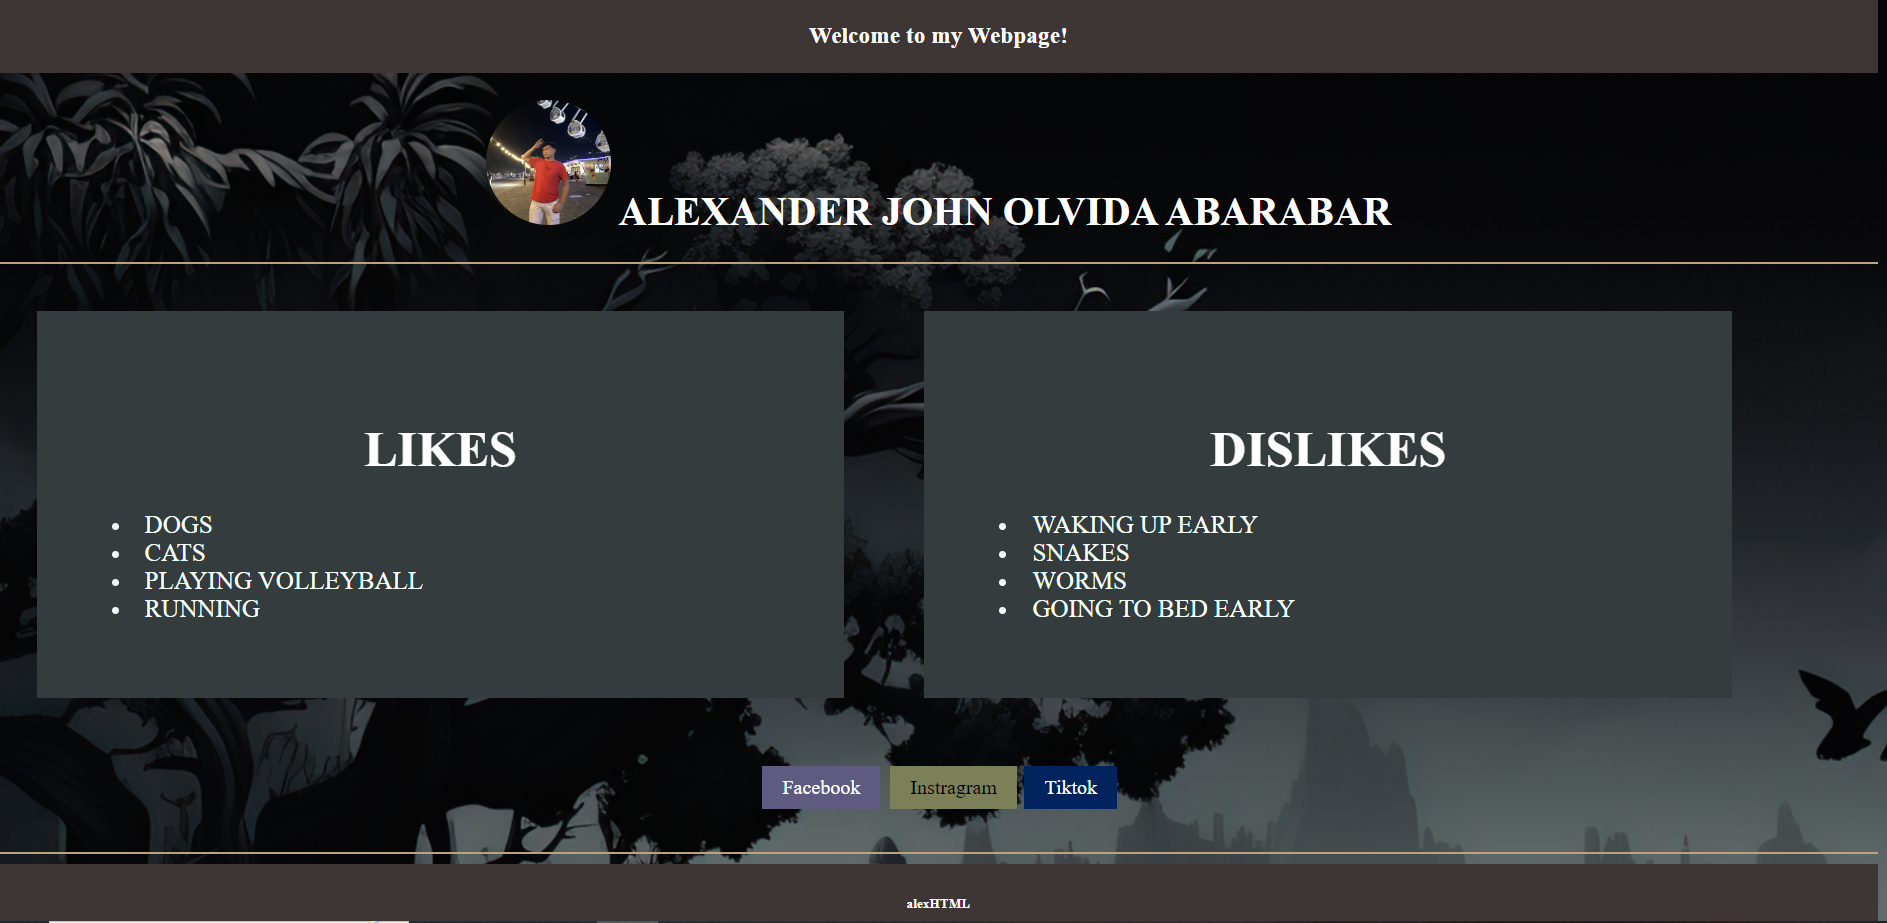 Welcome to my Webpage!
ALEXANDER JOHN OLVIDA ABARABAR
LIKES
DOGS
CATS
PLAYING VOLLEYBALL
RUNNING
DISLIKES
WAKING UP EARLY
SNAKES
WORMS
GOING TO BED EARLY
Facebook
Instragram
Tiktok
alexHTML